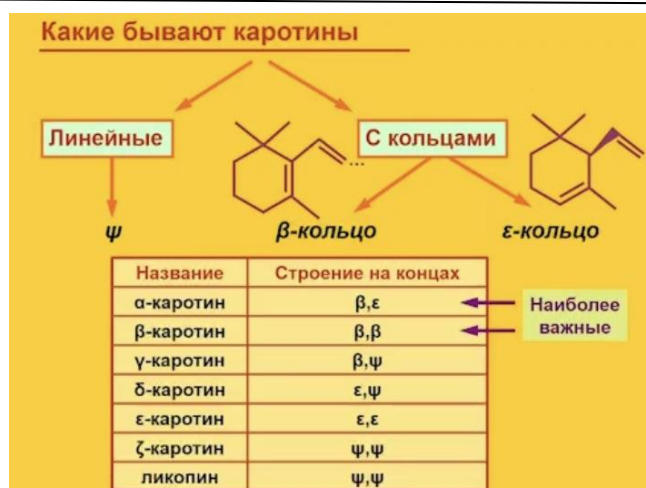 Какие бывают каротины
Линейные
С кольцами
...
ψ
β-кольцо
ε-кольцо
Название Строение на концах
α-каротин β,ε
β-каротин β,β
γ-каротин β,ψ
δ-каротин ε,ψ
ε-каротин ε,ε
ζ-каротин ψ,ψ
ликопин ψ,ψ
Наиболее
важные